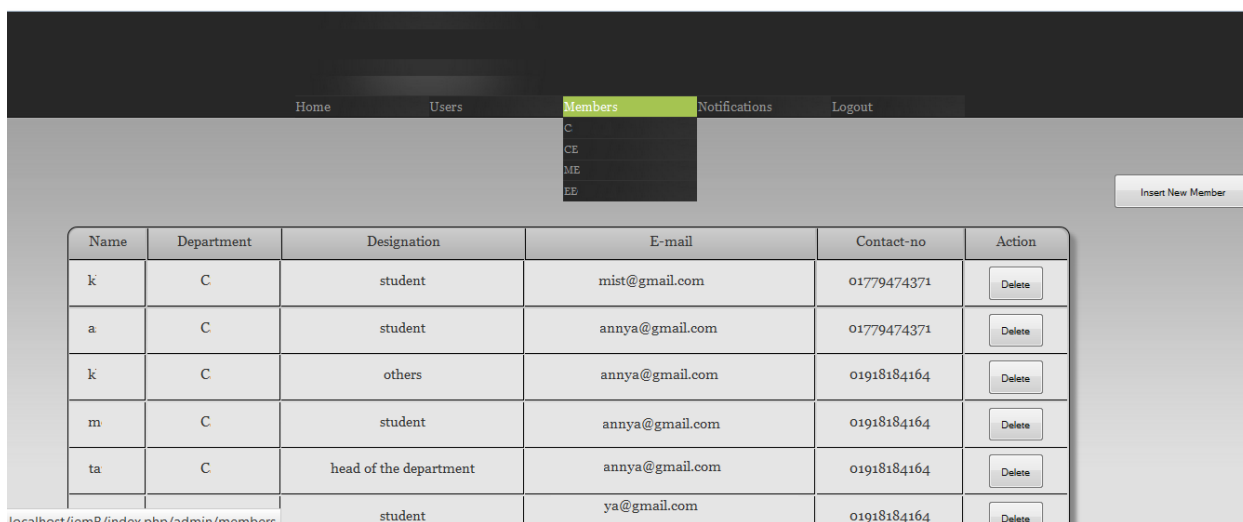 Home Users Members Notifications Logout
C
CE
ME
EE
Insert New Member
Name Department Designation E-mail Contact-no Action
k C student mist@gmail.com 01779474371 Delete
a C student annya@gmail.com 01779474371 Delete
k C others annya@gmail.com 01918184164 Delete
m C student annya@gmail.com 01918184164 Delete
ta C head of the department annya@gmail.com 01918184164 Delete
student ya@gmail.com 01918184164 Delete